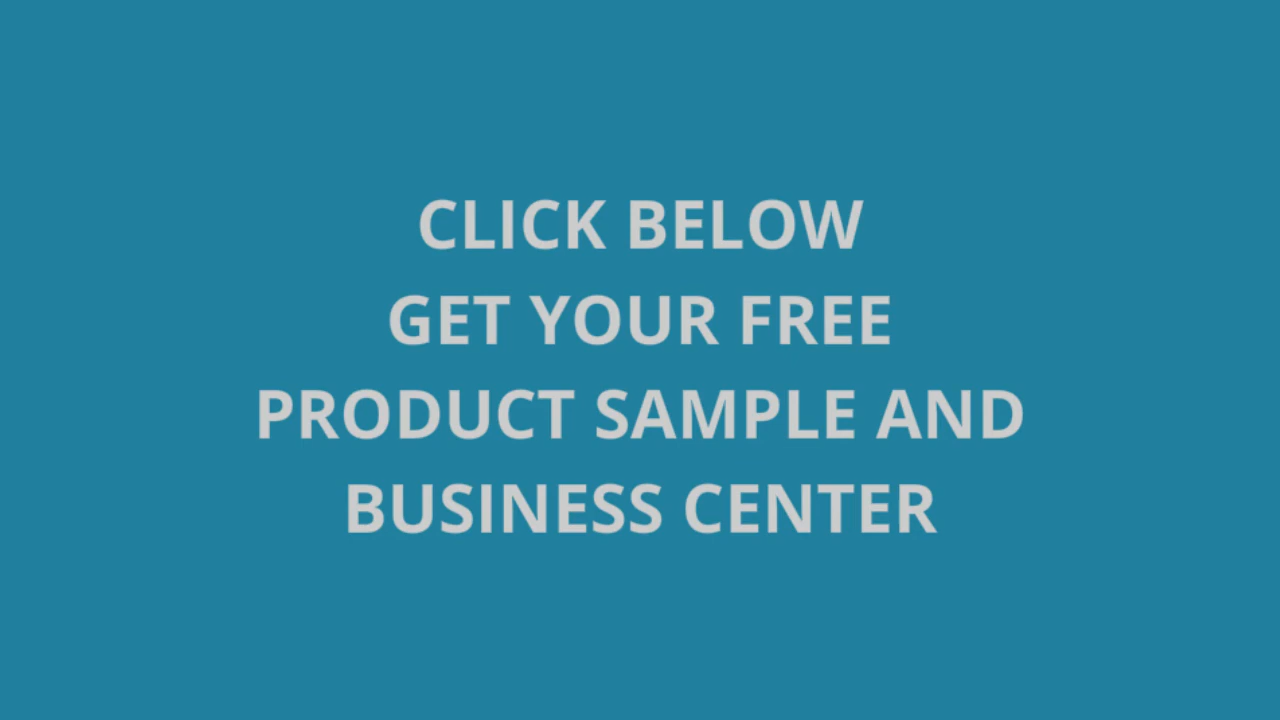 CLICK BELOW
GET YOUR FREE
PRODUCT SAMPLE AND
BUSINESS CENTER